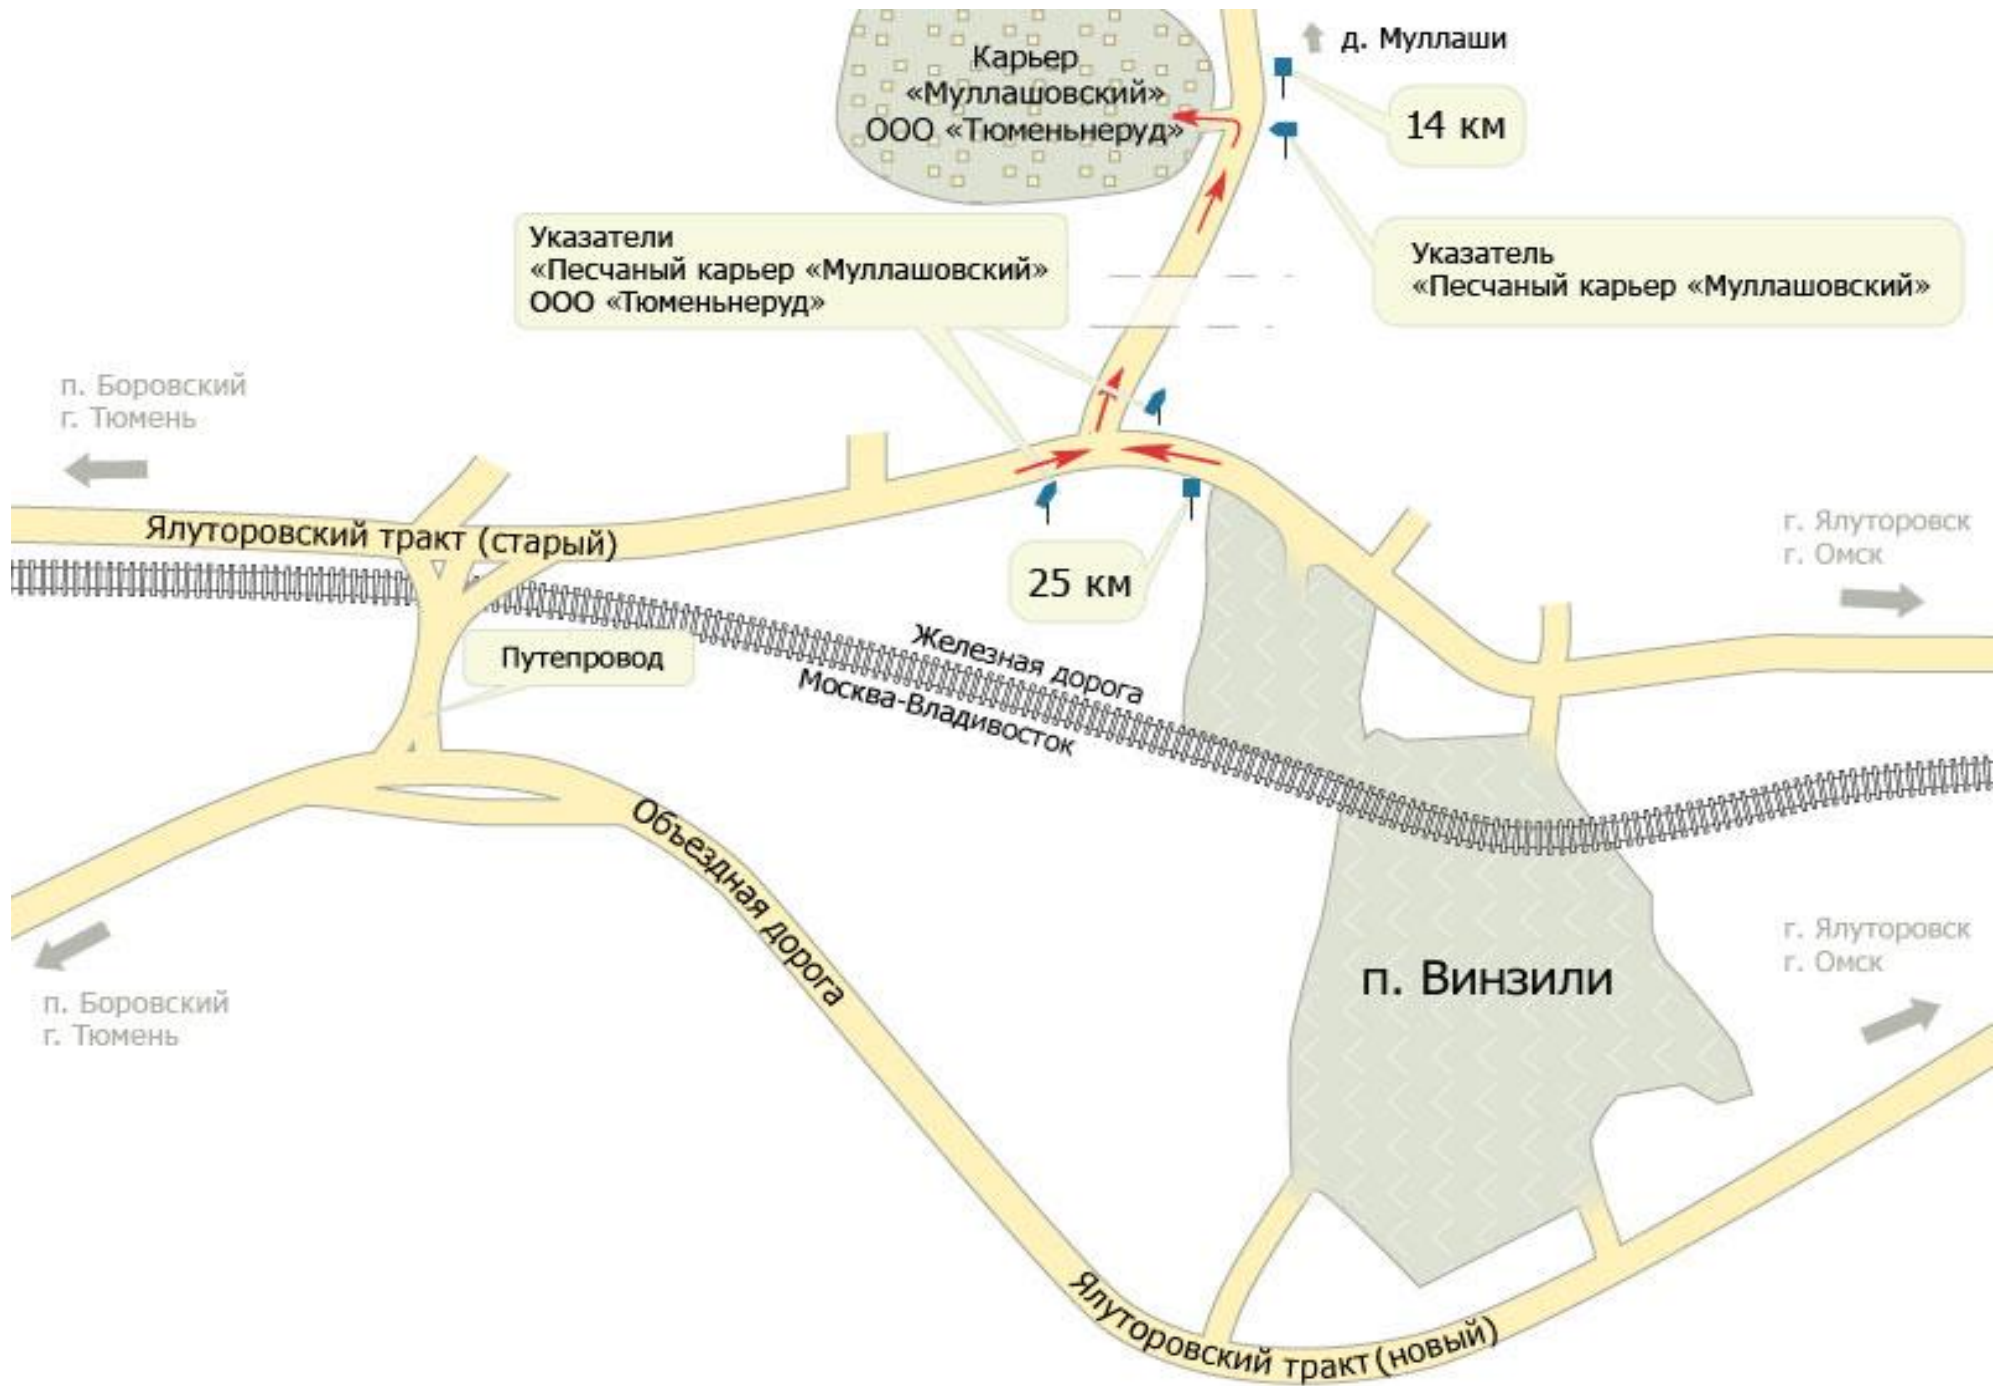 д. Муллаши
Карьер
«Муллашовский»
ООО «Тюменьнеруд»
14 км
Указатели
«Песчаный карьер «Муллашовский»
ООО «Тюменьнеруд»
Указатель
«Песчаный карьер «Муллашовский»
п. Боровский
г. Тюмень
Ялуторовский тракт (старый)
25 км
г. Ялуторовск
г. Омск
Путепровод
Железная дорога
Москва-Владивосток
Объездная дорога
п. Винзили
г. Ялуторовск
г. Омск
п. Боровский
г. Тюмень
Ялуторовский тракт (новый)